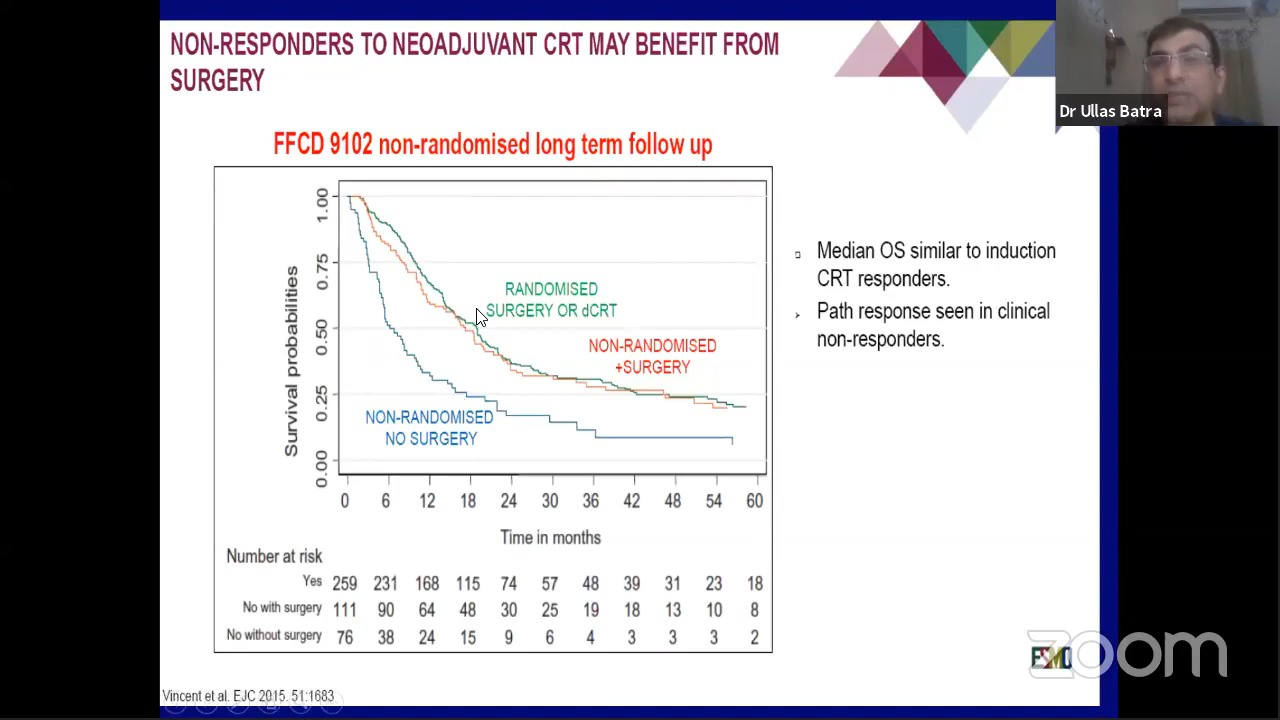 NON-RESPONDERS TO NEOADJUVANT CRT MAY BENEFIT FROM
SURGERY
Dr Ullas Batra
FFCD 9102 non-randomised long term follow up
Survival probabilities
1.00
0.75
0.50
0.25
0.00
RANDOMISED
SURGERY OR dCRT
NON-RANDOMISED
+SURGERY
NON-RANDOMISED
NO SURGERY
0 6 12 18 24 30 36 42 48 54 60
Time in months
Number at risk
Yes 259 231 168 115 74 57 48 39 31 23 18
No with surgery 111 90 64 48 30 25 19 18 13 10 8
No without surgery 76 38 24 15 9 6 4 3 3 3 2
Median OS similar to induction
CRT responders.
Path response seen in clinical
non-responders.
ESMO
zoom
Vincent et al. EJC 2015. 51:1683